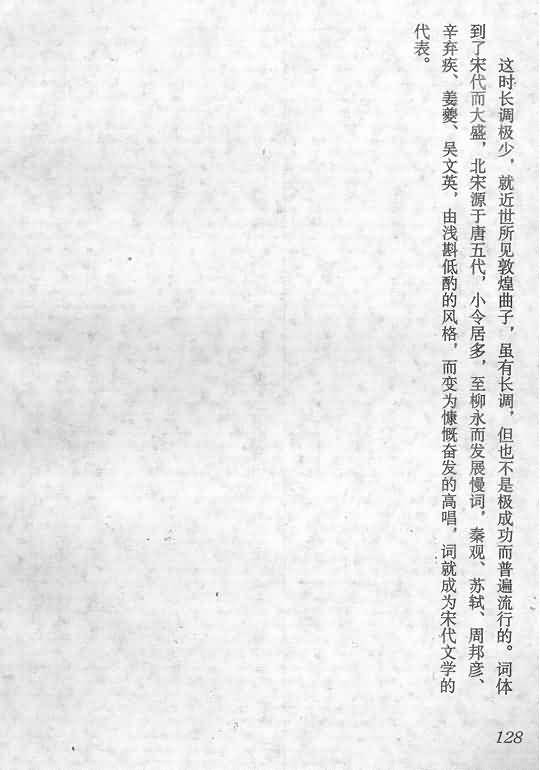 这时长调极少，就近世所见敦煌曲子，虽有长调，但也不是极成功而普遍流行的。词体
到了宋代而大盛，北宋源于唐五代，小令居多，至柳永而发展慢词，秦观、苏轼、周邦彦、
辛弃疾、姜夔、吴文英，由浅斟低酌的风格，而变为慷慨奋发的高唱，词就成为宋代文学的
代表。
128